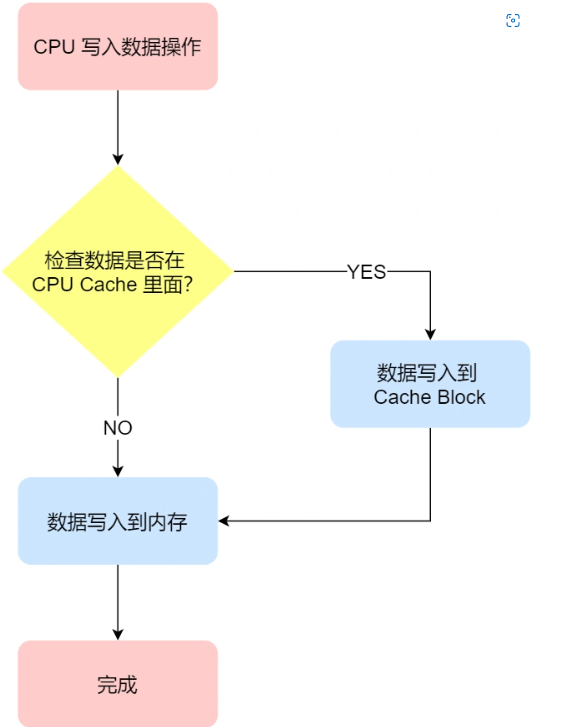 CPU 写入数据操作
检查数据是否在
CPU Cache 里面?
YES
数据写入到
Cache Block
NO
数据写入到内存
完成